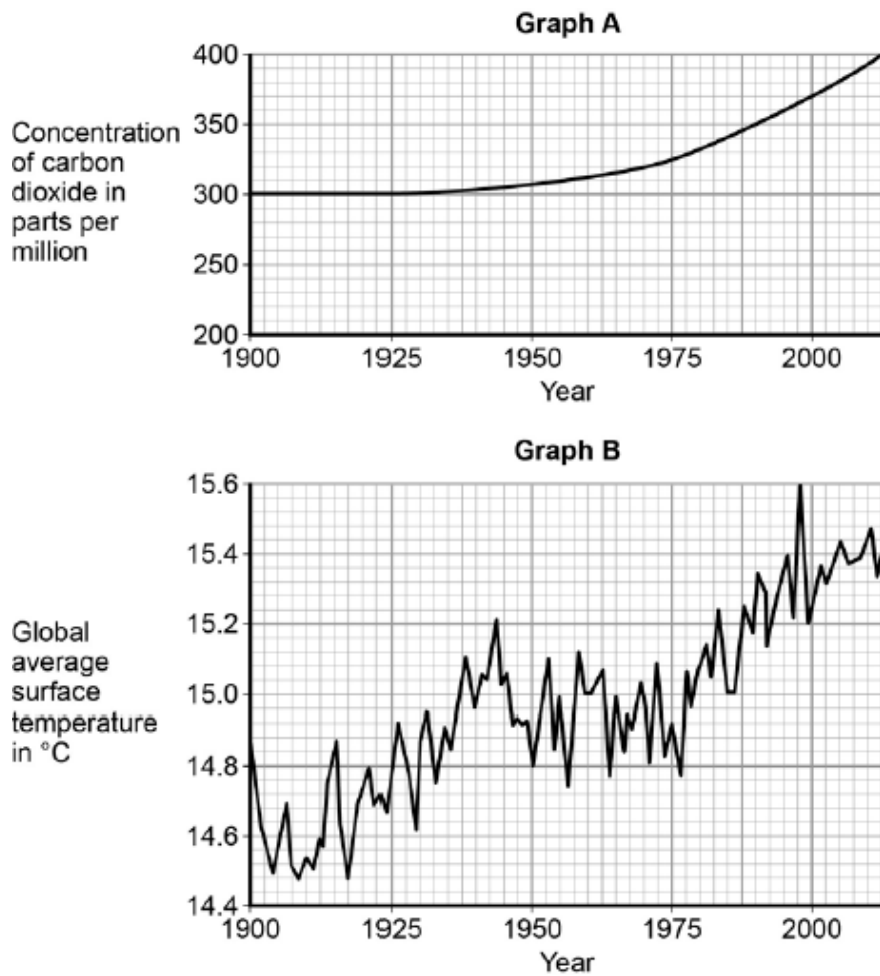 Graph A
400
350
300
250
200
Concentration
of carbon
dioxide in
parts per
million
1900 1925 1950 1975 2000
Year
Graph B
15.6
15.4
15.2
15.0
14.8
14.6
14.4
Global
average
surface
temperature
in °C
1900 1925 1950 1975 2000
Year